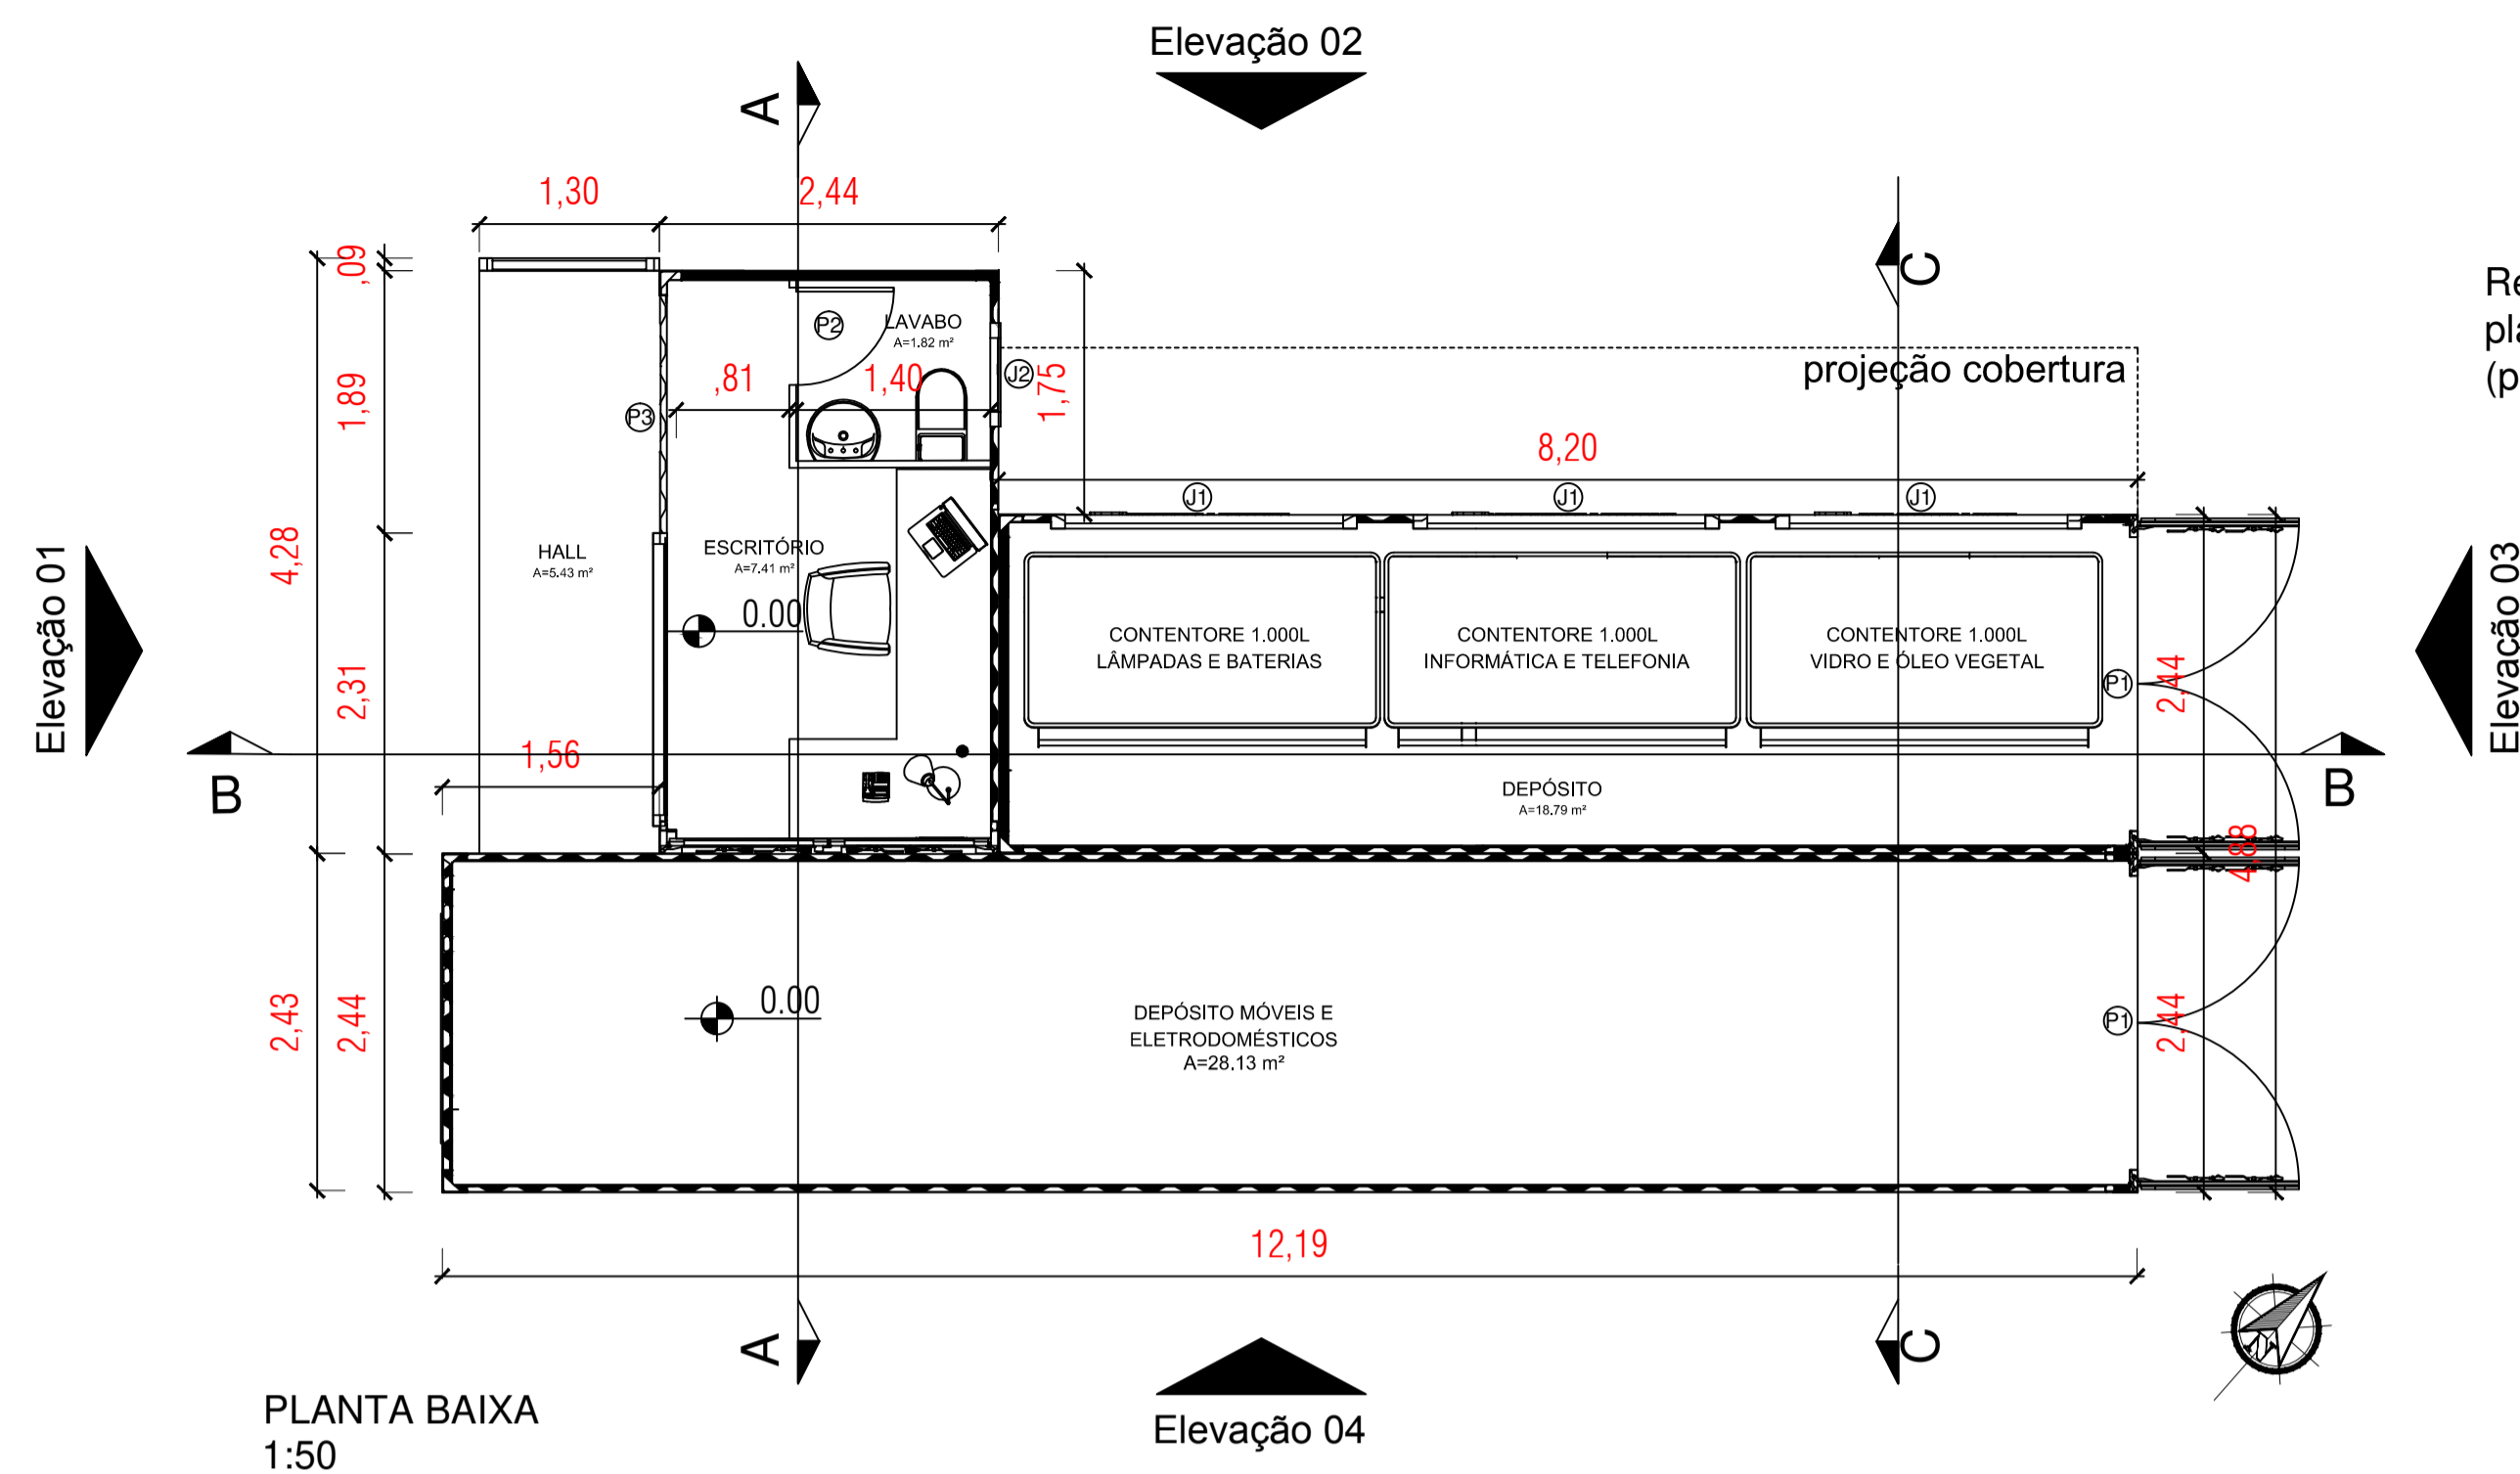 Elevação 02
A
1,30
2,44
,09
C
Re
pla
(p
P2
LAVABO
A=1.82 m²
projeção cobertura
J2
,81
1,40
1,75
1,89
P3
8,20
J1
J1
J1
4,28
HALL
A=5.43 m²
ESCRITÓRIO
A=7.41 m²
0.00
Elevação 01
Elevação 03
CONTENTORE 1.000L
LÂMPADAS E BATERIAS
CONTENTORE 1.000L
INFORMÁTICA E TELEFONIA
CONTENTORE 1.000L
VIDRO E ÓLEO VEGETAL
P1
2,44
2,31
1,56
B
B
DEPÓSITO
A=18.79 m²
4,88
2,43
2,44
0.00
DEPÓSITO MÓVEIS E
ELETRODOMÉSTICOS
A=28.13 m²
P1
2,44
12,19
A
C
N
Elevação 04
PLANTA BAIXA
1:50